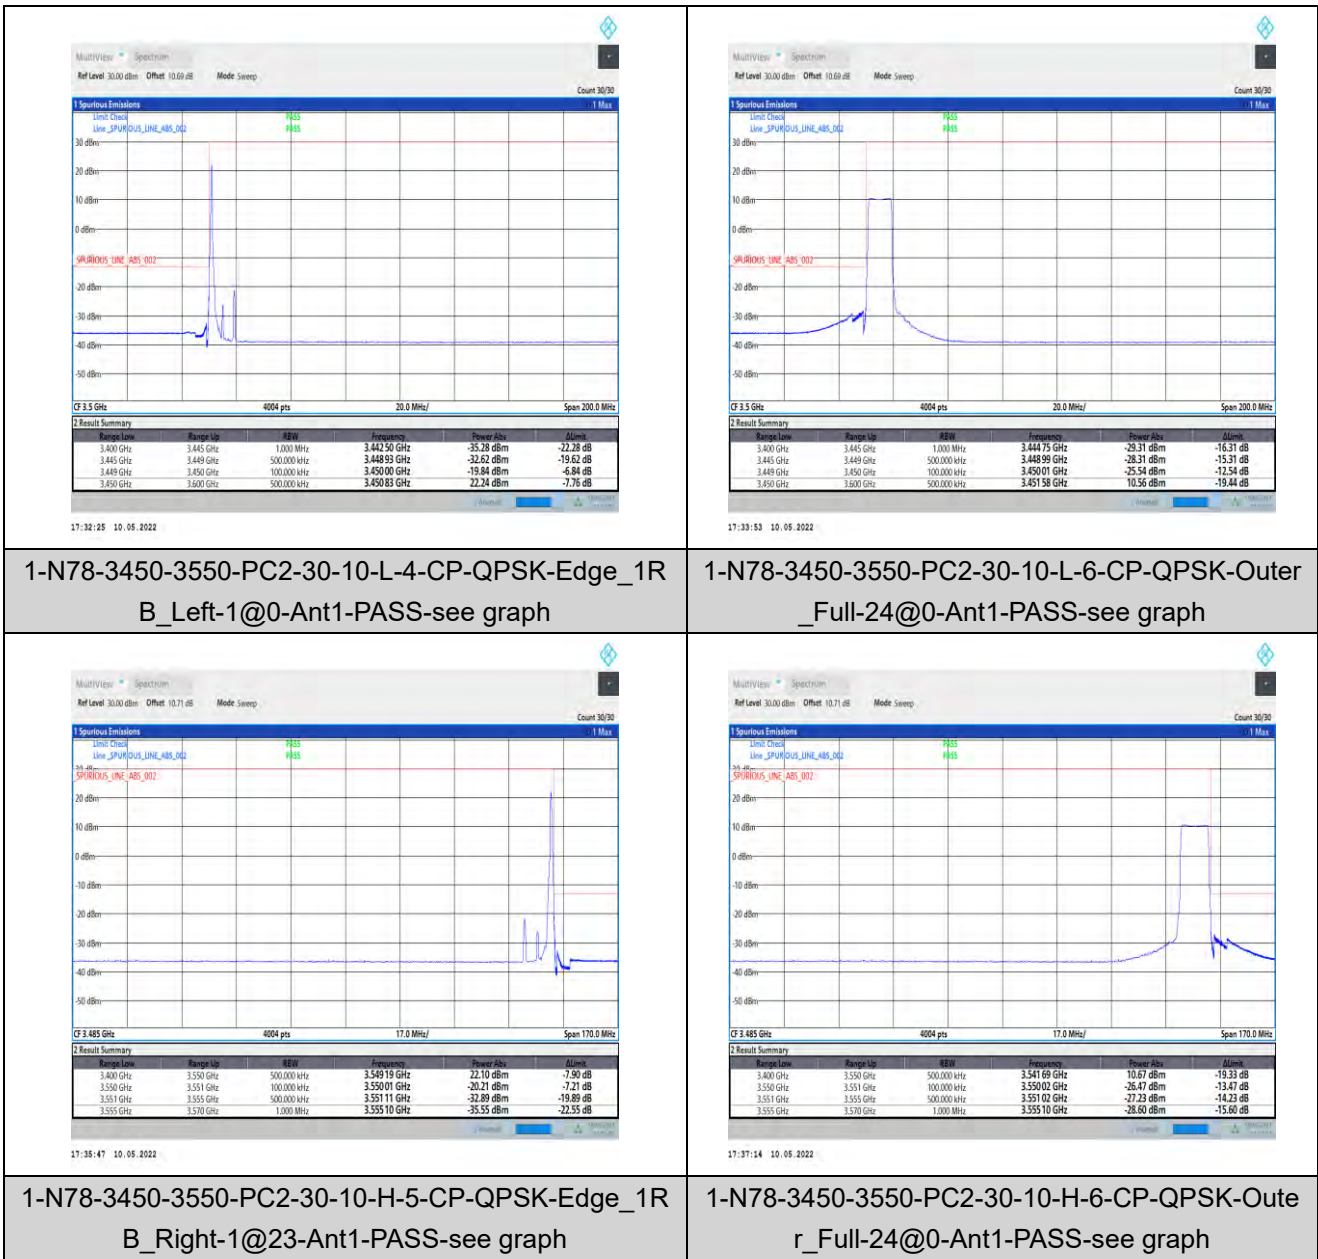 MultiView Spectrum
Ref Level 30.00 dBm Offset 10.69 dB Mode Sweep
Count 30/30
1 Spurious Emissions 1 Max
Limit Check PASS
Line _SPURIOUS_LINE_ABS_002 PASS
30 dBm
20 dBm
10 dBm
0 dBm
SPURIOUS_LINE_ABS_002
-20 dBm
-30 dBm
-40 dBm
-50 dBm
CF 3.5 GHz 4004 pts 20.0 MHz/ Span 200.0 MHz
2 Result Summary
Range Low Range Up RBW Frequency Power Abs ΔLimit
3.400 GHz 3.445 GHz 1.000 MHz 3.442 50 GHz -35.28 dBm -22.28 dB
3.445 GHz 3.449 GHz 500.000 kHz 3.448 93 GHz -32.62 dBm -19.62 dB
3.449 GHz 3.450 GHz 100.000 kHz 3.450 00 GHz -19.84 dBm -6.84 dB
3.450 GHz 3.600 GHz 500.000 kHz 3.450 83 GHz 22.24 dBm -7.76 dB
17:32:25 10.05.2022
1-N78-3450-3550-PC2-30-10-L-4-CP-QPSK-Edge_1R
B_Left-1@0-Ant1-PASS-see graph
MultiView Spectrum
Ref Level 30.00 dBm Offset 10.69 dB Mode Sweep
Count 30/30
1 Spurious Emissions 1 Max
Limit Check PASS
Line _SPURIOUS_LINE_ABS_002 PASS
30 dBm
20 dBm
10 dBm
0 dBm
SPURIOUS_LINE_ABS_002
-20 dBm
-30 dBm
-40 dBm
-50 dBm
CF 3.5 GHz 4004 pts 20.0 MHz/ Span 200.0 MHz
2 Result Summary
Range Low Range Up RBW Frequency Power Abs ΔLimit
3.400 GHz 3.445 GHz 1.000 MHz 3.444 75 GHz -29.31 dBm -16.31 dB
3.445 GHz 3.449 GHz 500.000 kHz 3.448 99 GHz -28.31 dBm -15.31 dB
3.449 GHz 3.450 GHz 100.000 kHz 3.450 01 GHz -25.54 dBm -12.54 dB
3.450 GHz 3.600 GHz 500.000 kHz 3.451 58 GHz 10.56 dBm -19.44 dB
17:33:53 10.05.2022
1-N78-3450-3550-PC2-30-10-L-6-CP-QPSK-Outer
_Full-24@0-Ant1-PASS-see graph
MultiView Spectrum
Ref Level 30.00 dBm Offset 10.71 dB Mode Sweep
Count 30/30
1 Spurious Emissions 1 Max
Limit Check PASS
Line _SPURIOUS_LINE_ABS_002 PASS
SPURIOUS_LINE_ABS_002
20 dBm
10 dBm
0 dBm
-10 dBm
-20 dBm
-30 dBm
-40 dBm
-50 dBm
CF 3.485 GHz 4004 pts 17.0 MHz/ Span 170.0 MHz
2 Result Summary
Range Low Range Up RBW Frequency Power Abs ΔLimit
3.400 GHz 3.550 GHz 500.000 kHz 3.549 19 GHz 22.10 dBm -7.90 dB
3.550 GHz 3.551 GHz 100.000 kHz 3.550 01 GHz -20.21 dBm -7.21 dB
3.551 GHz 3.555 GHz 500.000 kHz 3.551 11 GHz -32.89 dBm -19.89 dB
3.555 GHz 3.570 GHz 1.000 MHz 3.555 10 GHz -35.55 dBm -22.55 dB
17:35:47 10.05.2022
1-N78-3450-3550-PC2-30-10-H-5-CP-QPSK-Edge_1R
B_Right-1@23-Ant1-PASS-see graph
MultiView Spectrum
Ref Level 30.00 dBm Offset 10.71 dB Mode Sweep
Count 30/30
1 Spurious Emissions 1 Max
Limit Check PASS
Line _SPURIOUS_LINE_ABS_002 PASS
SPURIOUS_LINE_ABS_002
20 dBm
10 dBm
0 dBm
-10 dBm
-20 dBm
-30 dBm
-40 dBm
-50 dBm
CF 3.485 GHz 4004 pts 17.0 MHz/ Span 170.0 MHz
2 Result Summary
Range Low Range Up RBW Frequency Power Abs ΔLimit
3.400 GHz 3.550 GHz 500.000 kHz 3.541 69 GHz 10.67 dBm -19.33 dB
3.550 GHz 3.551 GHz 100.000 kHz 3.550 02 GHz -26.47 dBm -13.47 dB
3.551 GHz 3.555 GHz 500.000 kHz 3.551 02 GHz -27.23 dBm -14.23 dB
3.555 GHz 3.570 GHz 1.000 MHz 3.555 10 GHz -28.60 dBm -15.60 dB
17:37:14 10.05.2022
1-N78-3450-3550-PC2-30-10-H-6-CP-QPSK-Oute
r_Full-24@0-Ant1-PASS-see graph